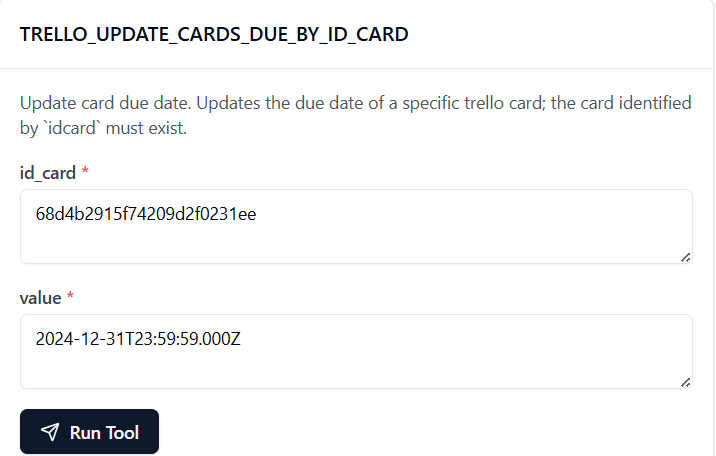 TRELLO_UPDATE_CARDS_DUE_BY_ID_CARD
Update card due date. Updates the due date of a specific trello card; the card identified
by `idcard` must exist.
id_card *
68d4b2915f74209d2f0231ee
value *
2024-12-31T23:59:59.000Z
Run Tool